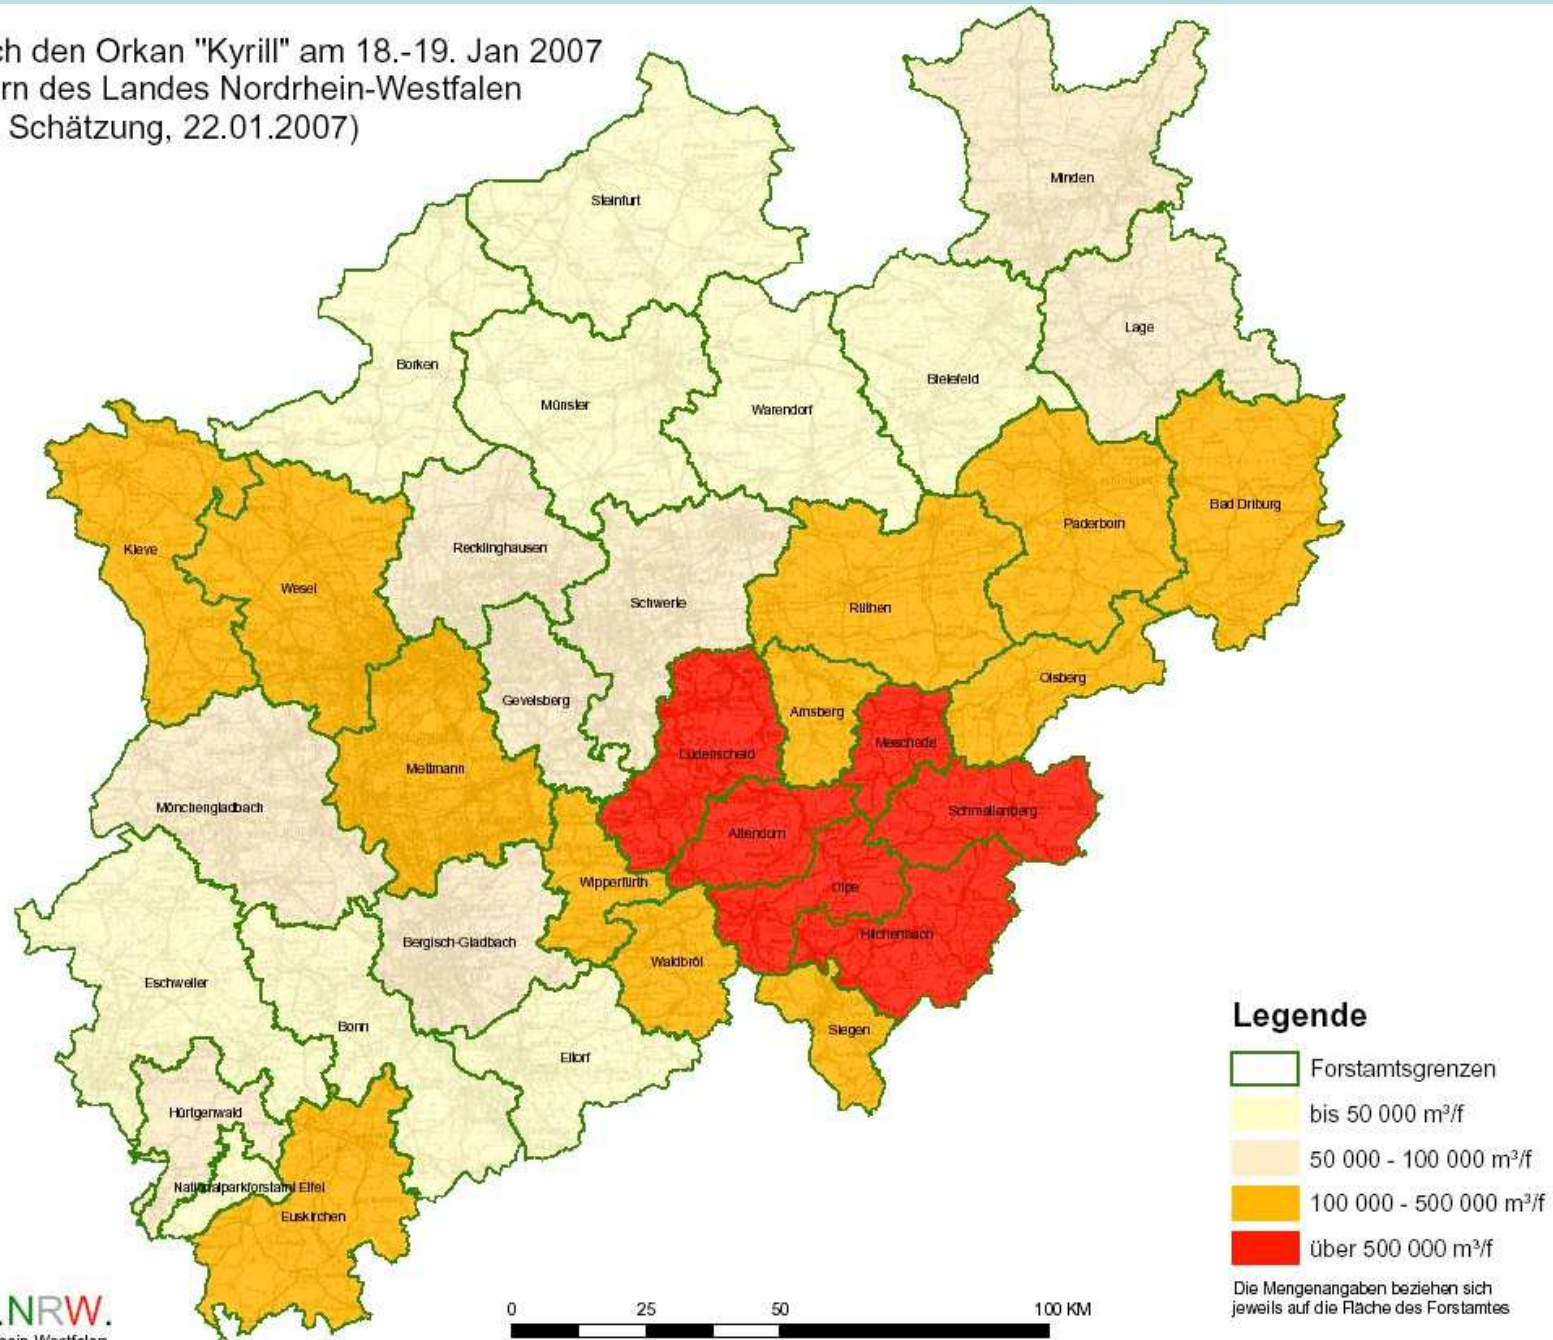 ch den Orkan "Kyrill" am 18.-19. Jan 2007
rn des Landes Nordrhein-Westfalen
Schätzung, 22.01.2007)
Minden
Steinfurt
Lage
Borken
Bielefeld
Münster
Warendorf
Bad Driburg
Paderborn
Kleve
Recklinghausen
Wesel
Schwerte
Rüthen
Olsberg
Gevelsberg
Arnsberg
Meschede
Lüdenscheid
Mettmann
Mönchengladbach
Schmallenberg
Attendorn
Wipperfürth
Olpe
Hilchenbach
Bergisch-Gladbach
Waldbröl
Eschweiler
Bonn
Siegen
Eitorf
Hürtgenwald
Nationalparkforstamt Eifel
Euskirchen
Legende
Forstamtsgrenzen
bis 50 000 m³/f
50 000 - 100 000 m³/f
100 000 - 500 000 m³/f
über 500 000 m³/f
Die Mengenangaben beziehen sich
jeweils auf die Fläche des Forstamtes
0 25 50 100 KM
.NRW.